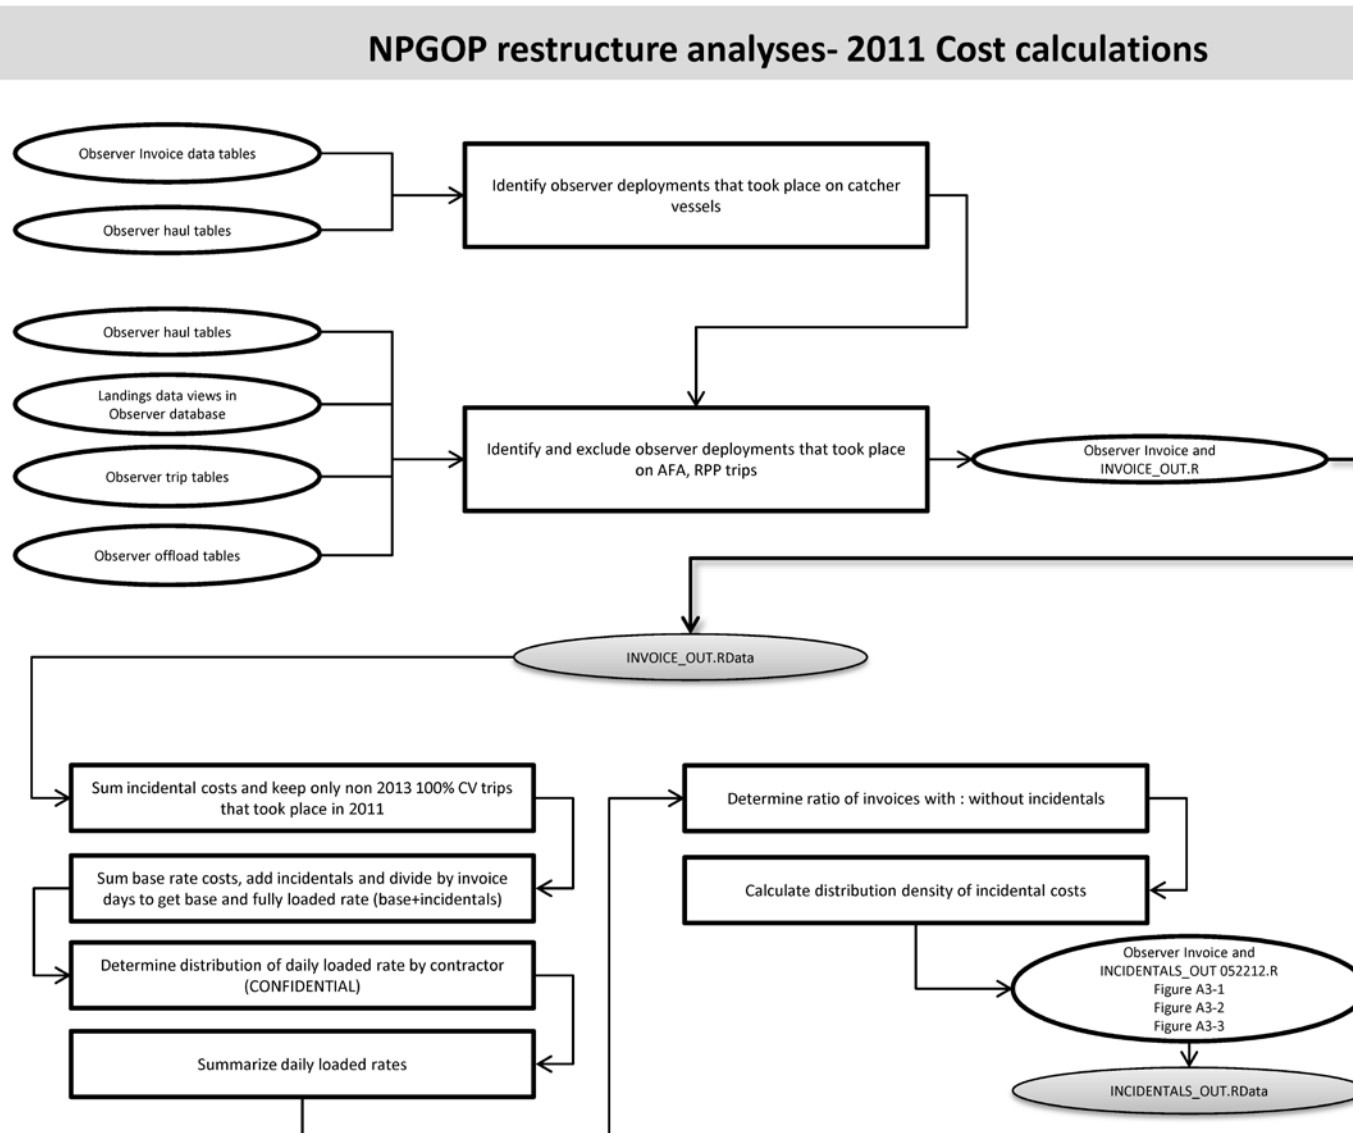 NPGOP restructure analyses- 2011 Cost calculations
Observer Invoice data tables
Observer haul tables
Identify observer deployments that took place on catcher
vessels
Observer haul tables
Landings data views in
Observer database
Observer trip tables
Observer offload tables
Identify and exclude observer deployments that took place
on AFA, RPP trips
Observer Invoice and
INVOICE_OUT.R
INVOICE_OUT.RData
Sum incidental costs and keep only non 2013 100% CV trips
that took place in 2011
Sum base rate costs, add incidentals and divide by invoice
days to get base and fully loaded rate (base+incidentals)
Determine distribution of daily loaded rate by contractor
(CONFIDENTIAL)
Summarize daily loaded rates
Determine ratio of invoices with : without incidentals
Calculate distribution density of incidental costs
Observer Invoice and
INCIDENTALS_OUT 052212.R
Figure A3-1
Figure A3-2
Figure A3-3
INCIDENTALS_OUT.RData